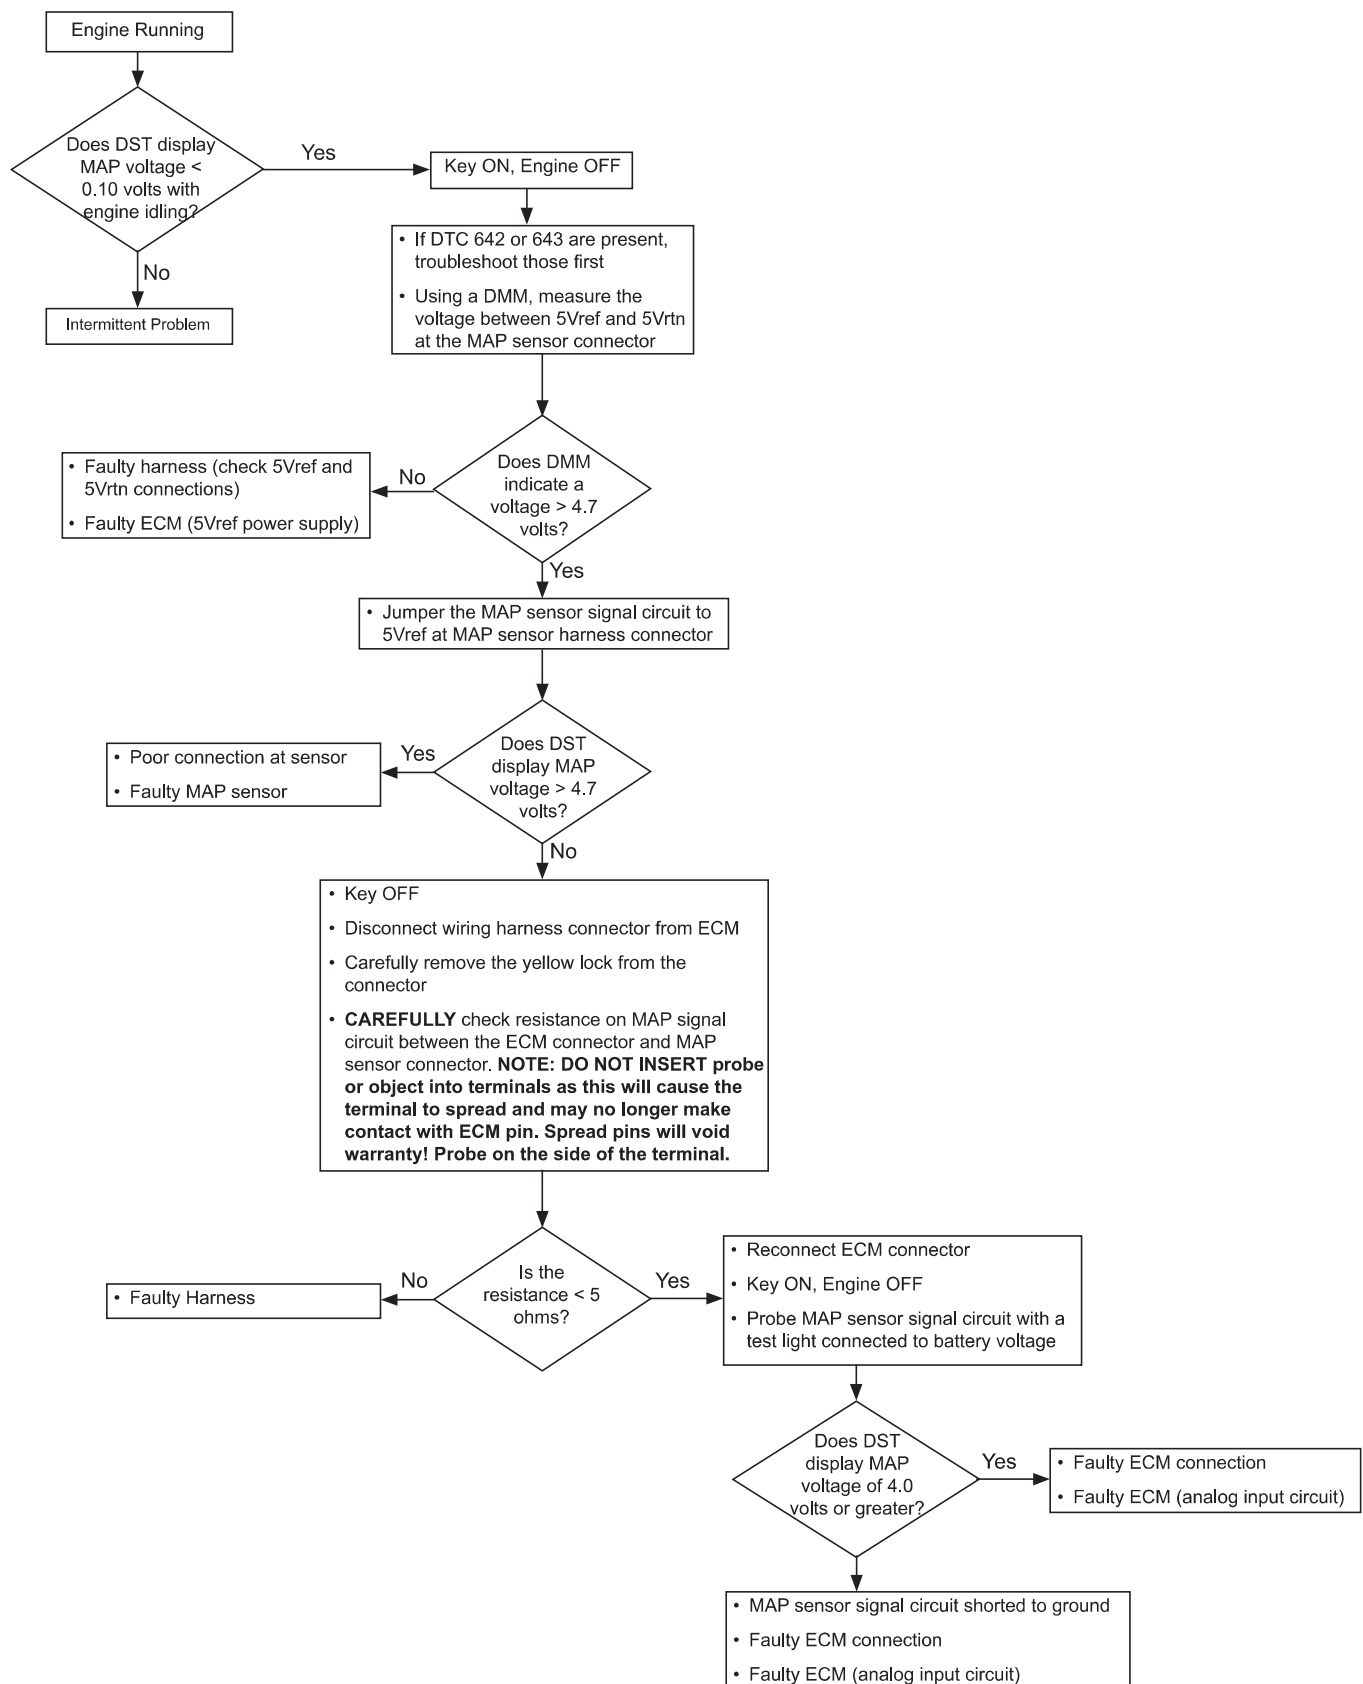 Engine Running
Does DST display
MAP voltage <
0.10 volts with
engine idling?
Yes
No
Intermittent Problem
Key ON, Engine OFF
• If DTC 642 or 643 are present,
troubleshoot those first
• Using a DMM, measure the
voltage between 5Vref and 5Vrtn
at the MAP sensor connector
Does DMM
indicate a
voltage > 4.7
volts?
No
• Faulty harness (check 5Vref and
5Vrtn connections)
• Faulty ECM (5Vref power supply)
Yes
• Jumper the MAP sensor signal circuit to
5Vref at MAP sensor harness connector
Does DST
display MAP
voltage > 4.7
volts?
Yes
• Poor connection at sensor
• Faulty MAP sensor
No
• Key OFF
• Disconnect wiring harness connector from ECM
• Carefully remove the yellow lock from the
connector
• CAREFULLY check resistance on MAP signal
circuit between the ECM connector and MAP
sensor connector. NOTE: DO NOT INSERT probe
or object into terminals as this will cause the
terminal to spread and may no longer make
contact with ECM pin. Spread pins will void
warranty! Probe on the side of the terminal.
Is the
resistance < 5
ohms?
No
• Faulty Harness
Yes
• Reconnect ECM connector
• Key ON, Engine OFF
• Probe MAP sensor signal circuit with a
test light connected to battery voltage
Does DST
display MAP
voltage of 4.0
volts or greater?
Yes
• Faulty ECM connection
• Faulty ECM (analog input circuit)
• MAP sensor signal circuit shorted to ground
• Faulty ECM connection
• Faulty ECM (analog input circuit)